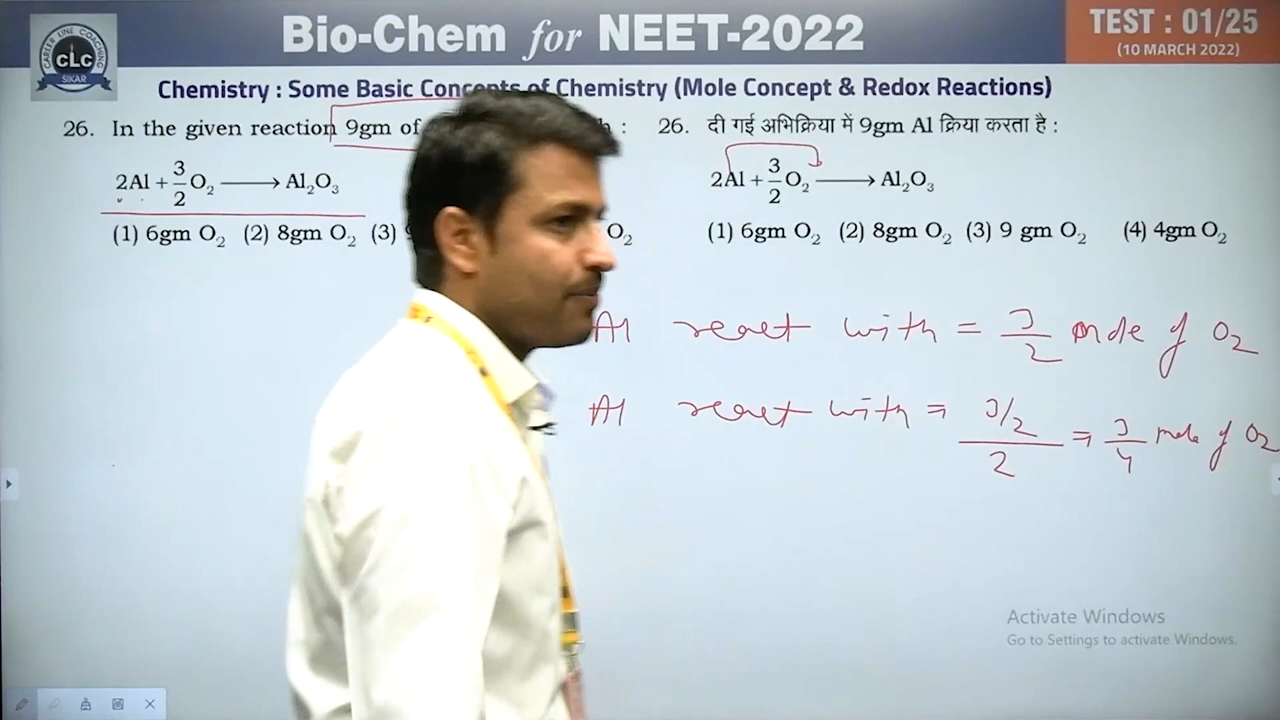 Bio-Chem for NEET-2022
TEST : 01/25
(10 MARCH 2022)
CAREER LINE COACHING
CLC
SIKAR
Chemistry : Some Basic Concepts of Chemistry (Mole Concept & Redox Reactions)
26. In the given reaction 9gm of :
2Al + 3/2 O₂ ⟶ Al₂O₃
(1) 6gm O₂ (2) 8gm O₂ (3) O₂
26. दी गई अभिक्रिया में 9gm Al क्रिया करता है :
2Al + 3/2 O₂ ⟶ Al₂O₃
(1) 6gm O₂ (2) 8gm O₂ (3) 9 gm O₂ (4) 4gm O₂
Al react with = 3/2 mole of O₂
Al react with = 3/2 / 2 = 3/4 mole of O₂
Activate Windows
Go to Settings to activate Windows.